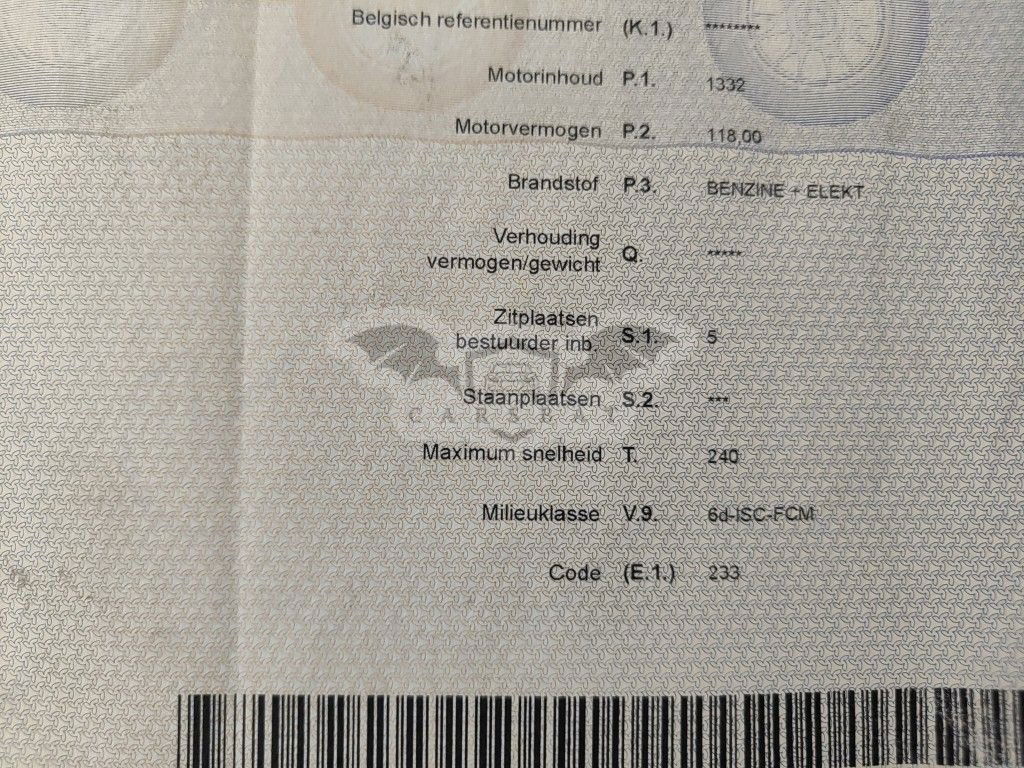 Belgisch referentienummer (K.1.) ********
Motorinhoud P.1. 1332
Motorvermogen P.2. 118,00
Brandstof P.3. BENZINE + ELEKT
Verhouding
vermogen/gewicht Q. *****
Zitplaatsen
bestuurder inb. S.1. 5
Staanplaatsen S.2. ***
CARSBAT
Maximum snelheid T. 240
Milieuklasse V.9. 6d-ISC-FCM
Code (E.1.) 233